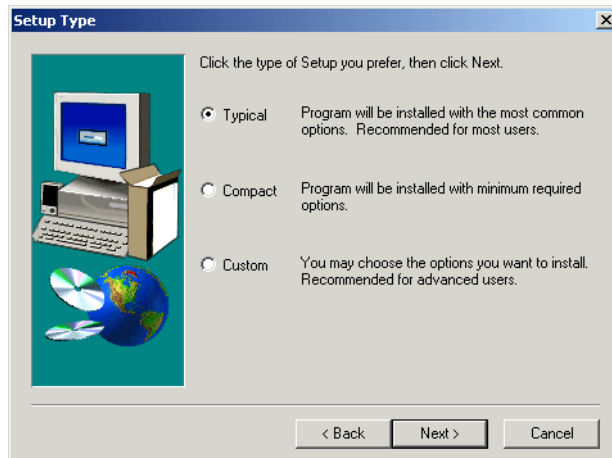 Setup Type
Click the type of Setup you prefer, then click Next.
Typical
Program will be installed with the most common
options. Recommended for most users.
Compact
Program will be installed with minimum required
options.
Custom
You may choose the options you want to install.
Recommended for advanced users.
< Back
Next >
Cancel